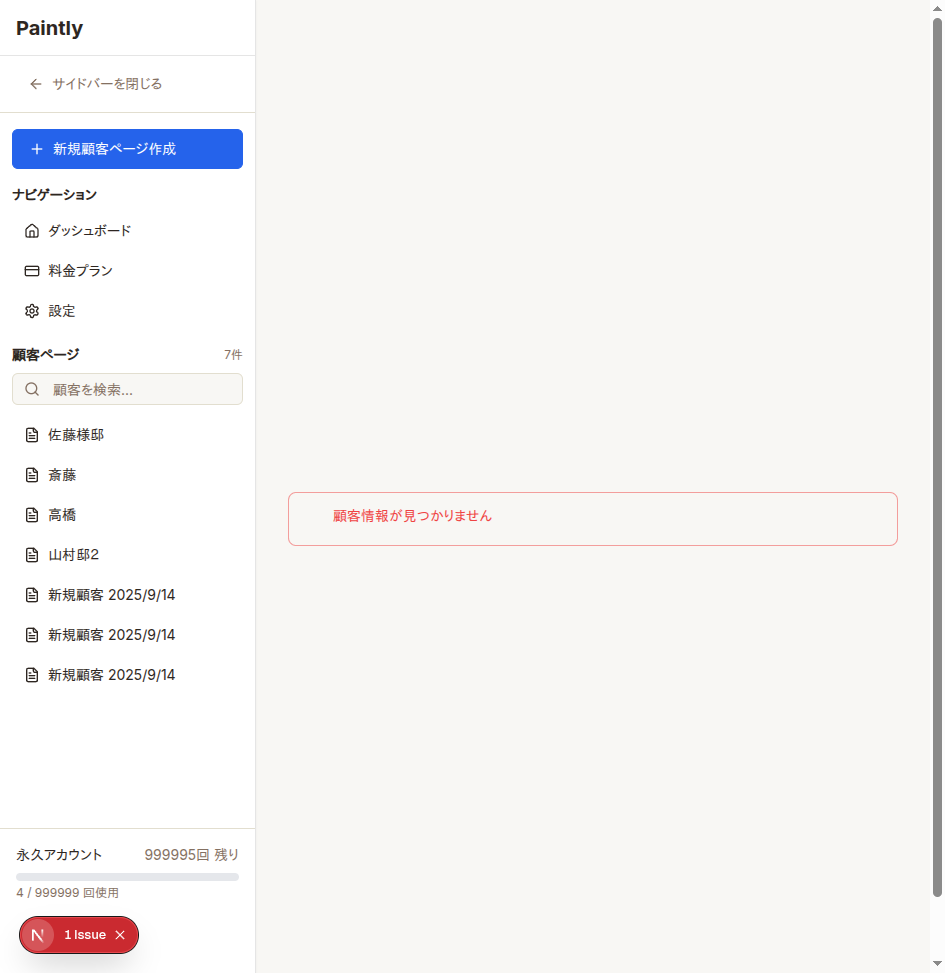 Paintly
サイドバーを閉じる
新規顧客ページ作成
ナビゲーション
ダッシュボード
料金プラン
設定
顧客ページ 7件
顧客を検索...
佐藤様邸
斎藤
高橋
山村邸2
新規顧客 2025/9/14
新規顧客 2025/9/14
新規顧客 2025/9/14
顧客情報が見つかりません
永久アカウント 999995回 残り
4 / 999999 回使用
N 1 Issue